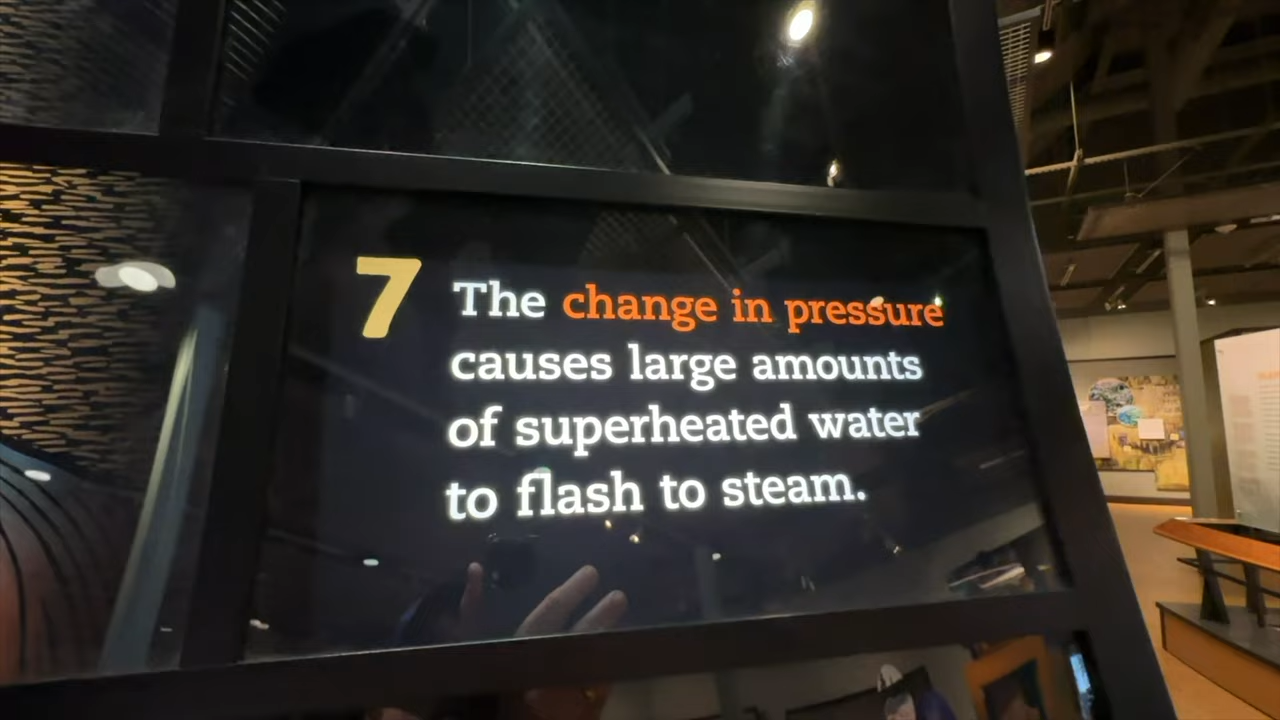 7
The change in pressure
causes large amounts
of superheated water
to flash to steam.